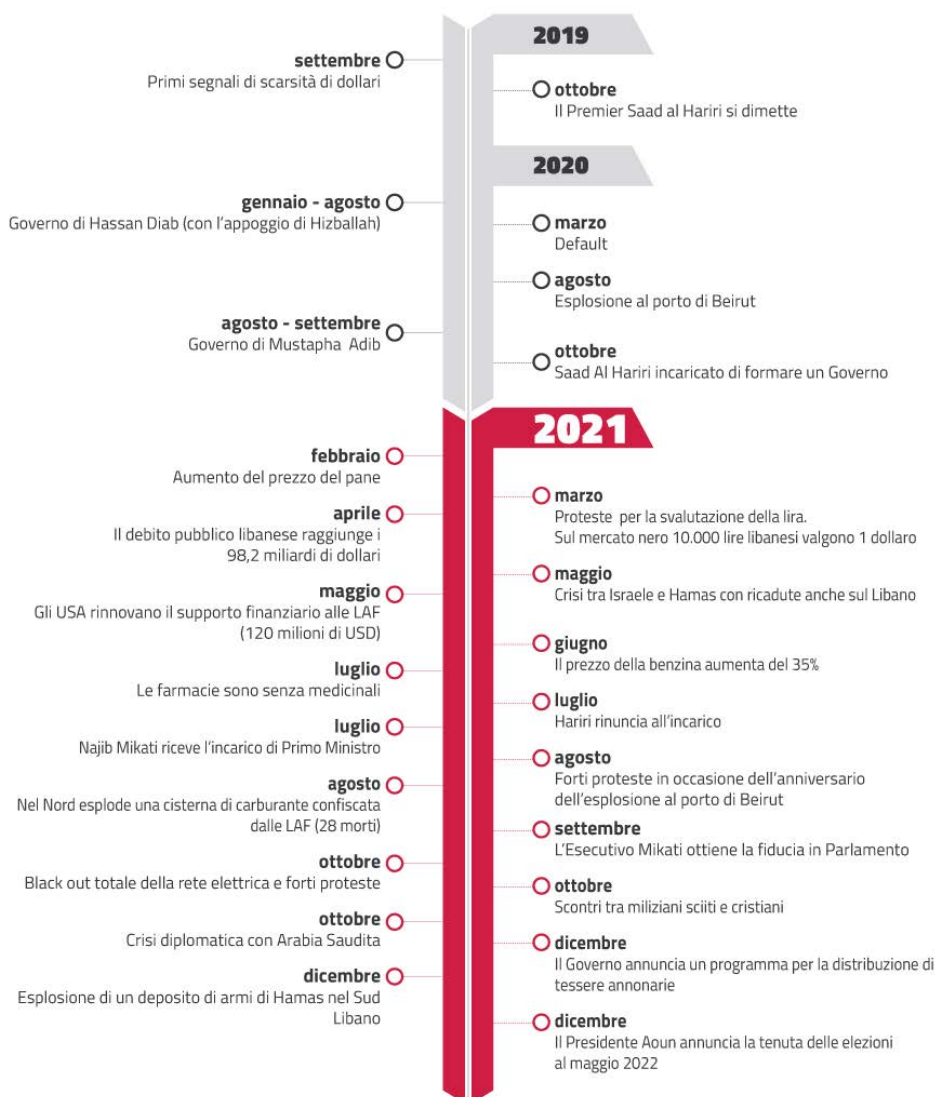 2019
settembre
Primi segnali di scarsità di dollari
ottobre
Il Premier Saad al Hariri si dimette
2020
gennaio - agosto
Governo di Hassan Diab (con l'appoggio di Hizballah)
marzo
Default
agosto
Esplosione al porto di Beirut
agosto - settembre
Governo di Mustapha Adib
ottobre
Saad Al Hariri incaricato di formare un Governo
2021
febbraio
Aumento del prezzo del pane
marzo
Proteste per la svalutazione della lira.
Sul mercato nero 10.000 lire libanesi valgono 1 dollaro
aprile
Il debito pubblico libanese raggiunge i
98,2 miliardi di dollari
maggio
Crisi tra Israele e Hamas con ricadute anche sul Libano
maggio
Gli USA rinnovano il supporto finanziario alle LAF
(120 milioni di USD)
giugno
Il prezzo della benzina aumenta del 35%
luglio
Le farmacie sono senza medicinali
luglio
Hariri rinuncia all'incarico
luglio
Najib Mikati riceve l'incarico di Primo Ministro
agosto
Forti proteste in occasione dell'anniversario
dell'esplosione al porto di Beirut
agosto
Nel Nord esplode una cisterna di carburante confiscata
dalle LAF (28 morti)
settembre
L'Esecutivo Mikati ottiene la fiducia in Parlamento
ottobre
Black out totale della rete elettrica e forti proteste
ottobre
Scontri tra miliziani sciiti e cristiani
ottobre
Crisi diplomatica con Arabia Saudita
dicembre
Il Governo annuncia un programma per la distribuzione di
tessere annonarie
dicembre
Esplosione di un deposito di armi di Hamas nel Sud
Libano
dicembre
Il Presidente Aoun annuncia la tenuta delle elezioni
al maggio 2022